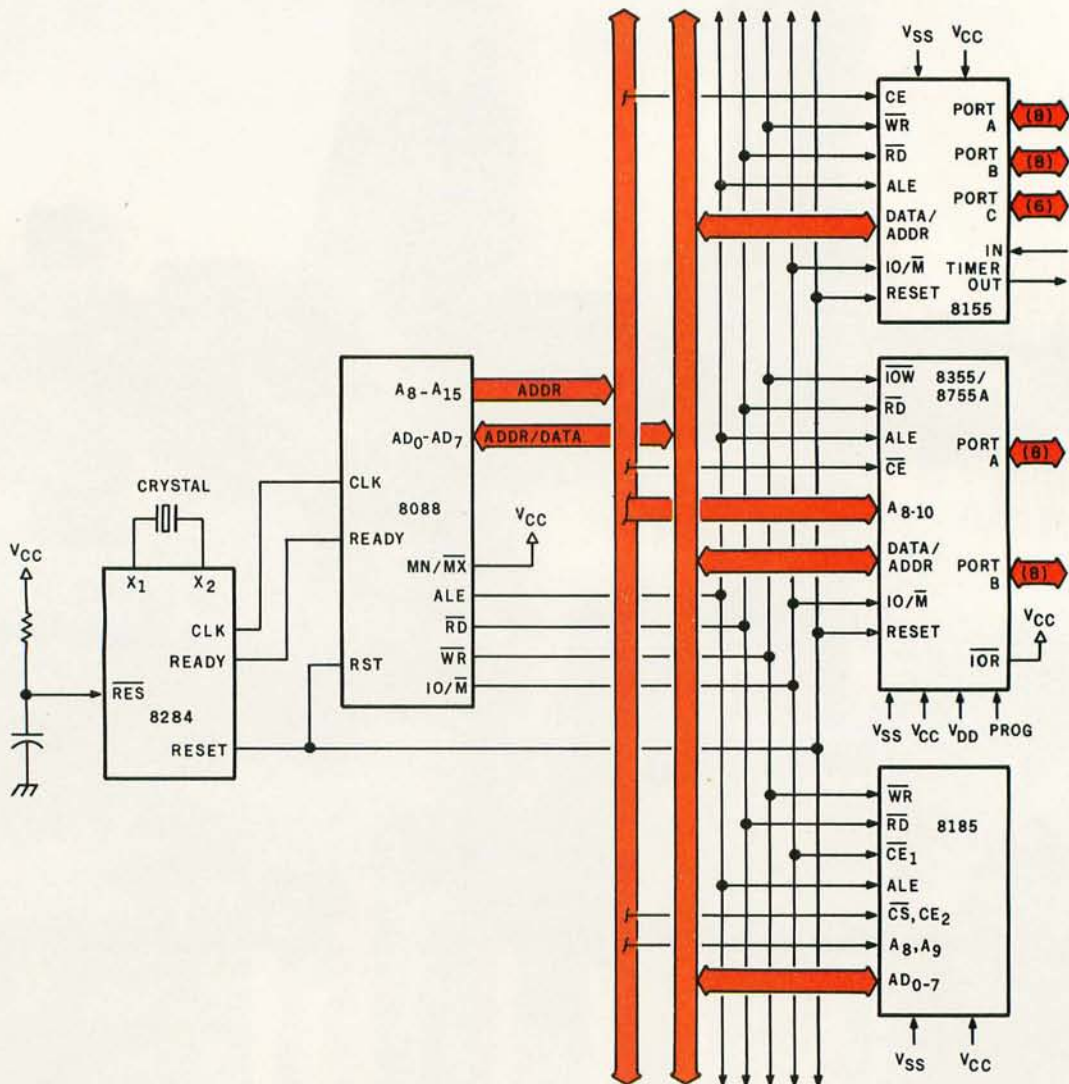 VCC
CRYSTAL
X1 X2
CLK
READY
RES
8284
RESET
A8-A15
AD0-AD7
CLK
8088
READY
MN/MX
ALE
RD
WR
RST
IO/M
VCC
ADDR
ADDR/DATA
VSS VCC
CE
WR
RD
ALE
DATA/
ADDR
IO/M
RESET
PORT
A
PORT
B
PORT
C
IN
TIMER
OUT
8155
(8)
(8)
(6)
IOW
RD
ALE
CE
A8-10
DATA/
ADDR
IO/M
RESET
8355/
8755A
PORT
A
PORT
B
IOR
(8)
(8)
VCC
VSS VCC VDD PROG
WR
RD
8185
CE1
ALE
CS,CE2
A8,A9
AD0-7
VSS VCC